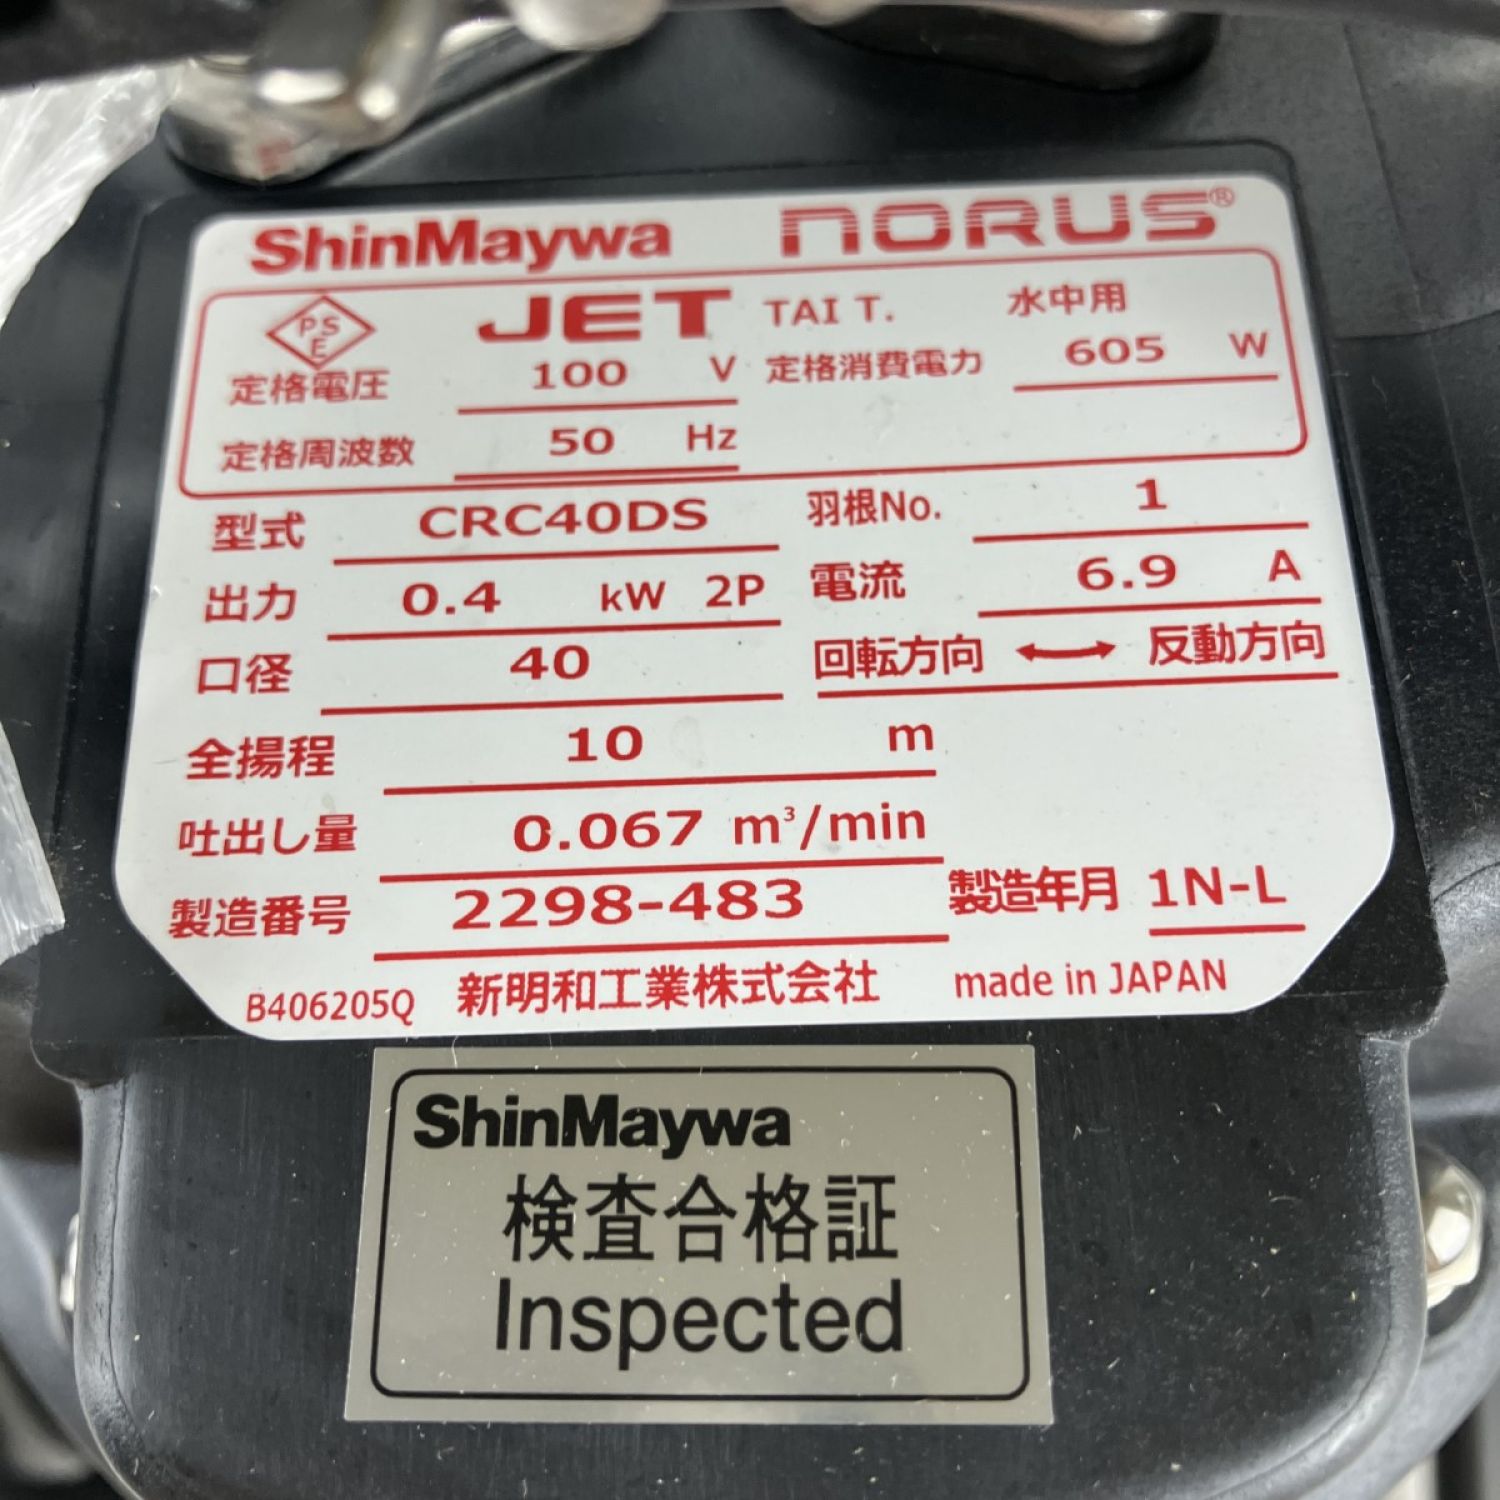 ShinMaywa NORUS®
PSE JET TAI T. 水中用
定格電圧 100 V 定格消費電力 605 W
定格周波数 50 Hz
型式 CRC40DS 羽根No. 1
出力 0.4 kW 2P 電流 6.9 A
口径 40 回転方向 ↔ 反動方向
全揚程 10 m
吐出し量 0.067 m³/min
製造番号 2298-483 製造年月 1N-L
B406205Q 新明和工業株式会社 made in JAPAN
ShinMaywa
検査合格証
Inspected